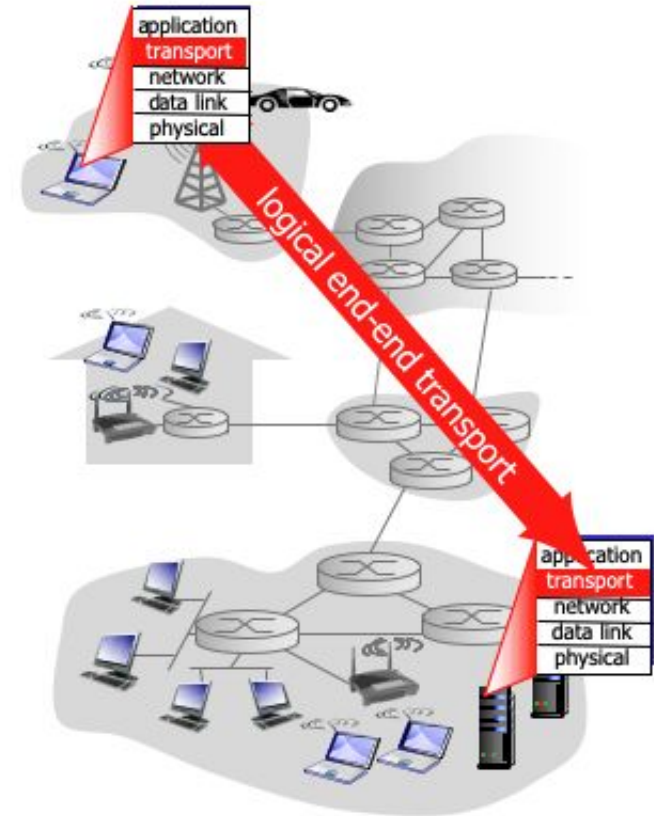 application
transport
network
data link
physical
logical end-end transport
application
transport
network
data link
physical